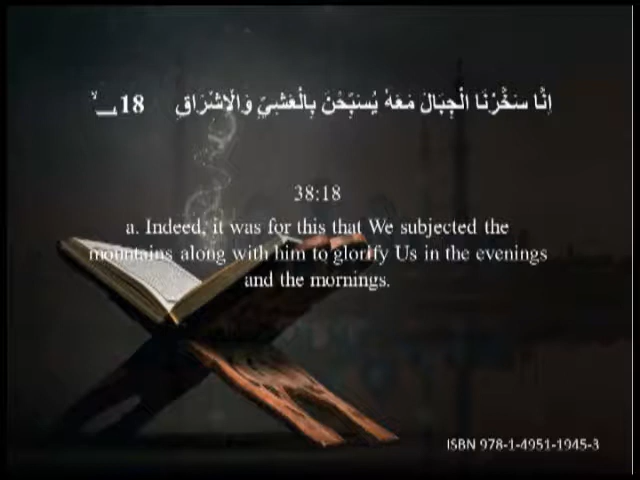 اِنَّا سَخَّرْنَا الْجِبَالَ مَعَهٗ يُسَبِّحْنَ بِالْعَشِيِّ وَالْاِشْرَاقِ 18ۙ
38:18
a. Indeed, it was for this that We subjected the
mountains along with him to glorify Us in the evenings
and the mornings.
ISBN 978-1-4951-1945-3